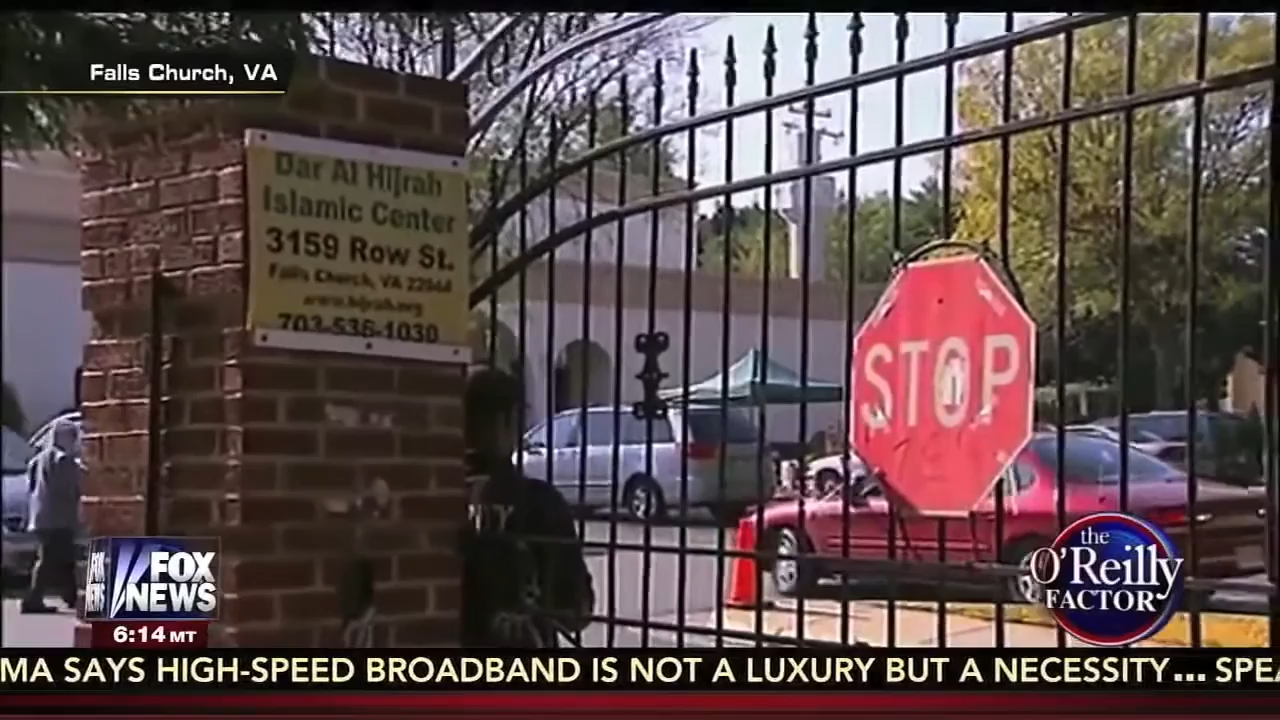 Falls Church, VA
Dar Al Hijrah
Islamic Center
3159 Row St.
Falls Church, VA 22044
www.hijrah.org
703-536-1030
STOP
FOX
NEWS
FOX
NEWS
6:14 MT
the
O'Reilly
FACTOR
MA SAYS HIGH-SPEED BROADBAND IS NOT A LUXURY BUT A NECESSITY... SPEA